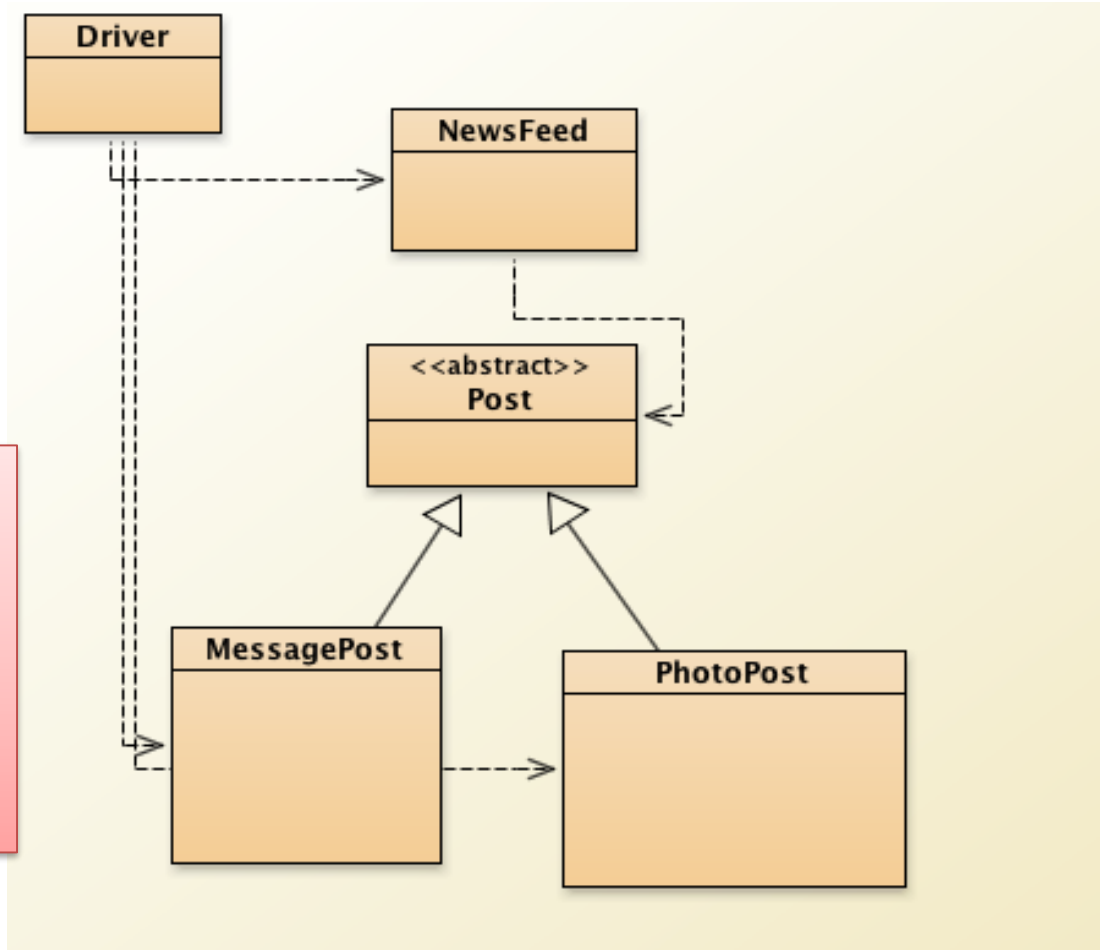 Driver
NewsFeed
<<abstract>>
Post
MessagePost
PhotoPost